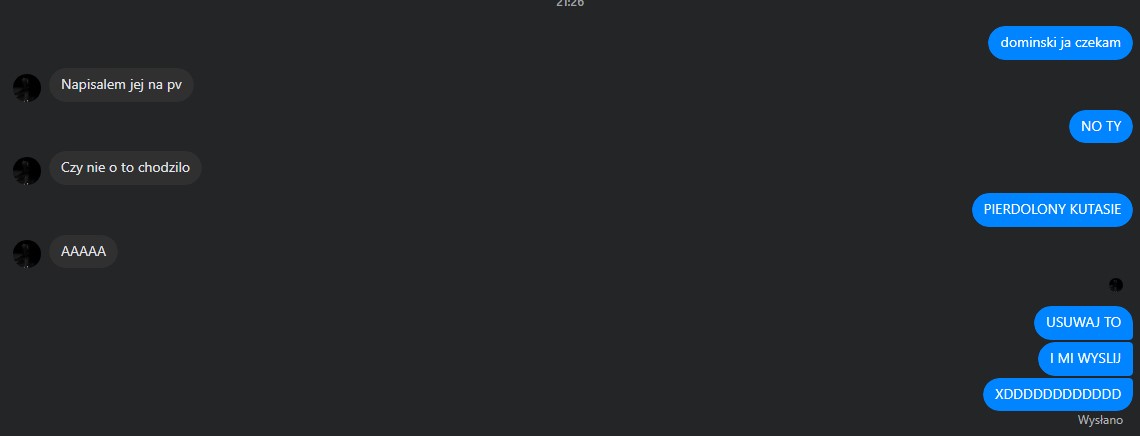 21:26
dominski ja czekam
Napisalem jej na pv
NO TY
Czy nie o to chodzilo
PIERDOLONY KUTASIE
AAAAA
USUWAJ TO
I MI WYSLIJ
XDDDDDDDDDDDDD
Wysłano